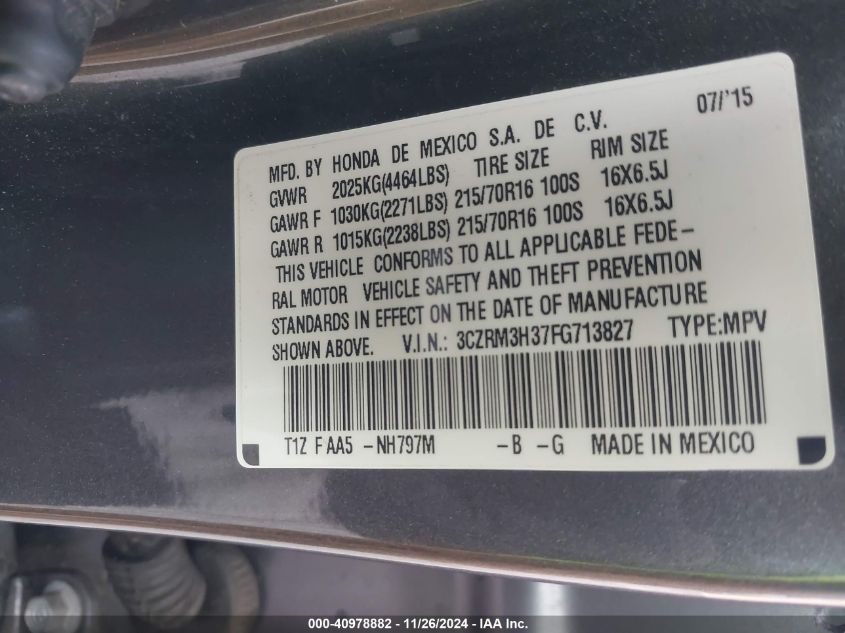 07/'15
MFD. BY HONDA DE MEXICO S.A. DE C.V.
GVWR 2025KG(4464LBS) TIRE SIZE RIM SIZE
GAWR F 1030KG(2271LBS) 215/70R16 100S 16X6.5J
GAWR R 1015KG(2238LBS) 215/70R16 100S 16X6.5J
THIS VEHICLE CONFORMS TO ALL APPLICABLE FEDE-
RAL MOTOR VEHICLE SAFETY AND THEFT PREVENTION
STANDARDS IN EFFECT ON THE DATE OF MANUFACTURE
SHOWN ABOVE. V.I.N.: 3CZRM3H37FG713827 TYPE:MPV
T1Z F AA5 -NH797M -B -G MADE IN MEXICO
000-40978882 - 11/26/2024 - IAA Inc.